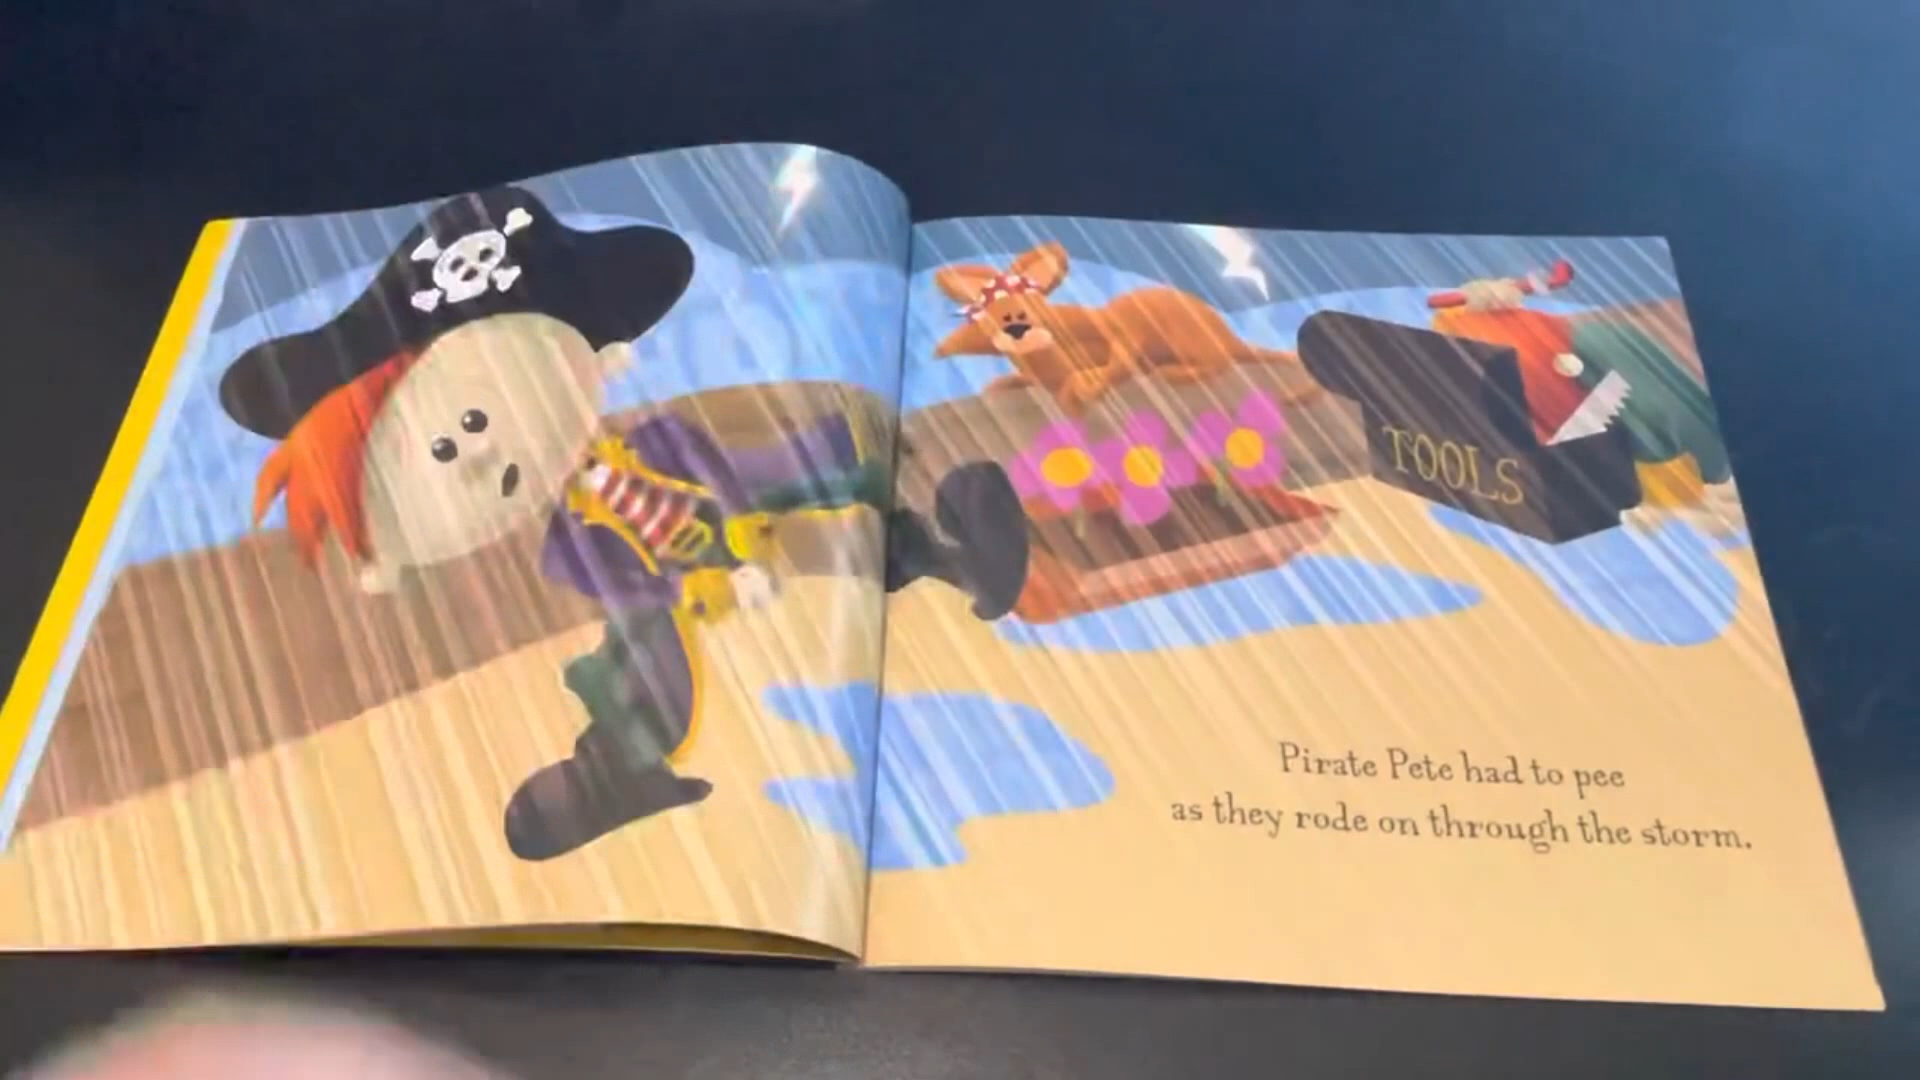 TOOLS
Pirate Pete had to pee
as they rode on through the storm.